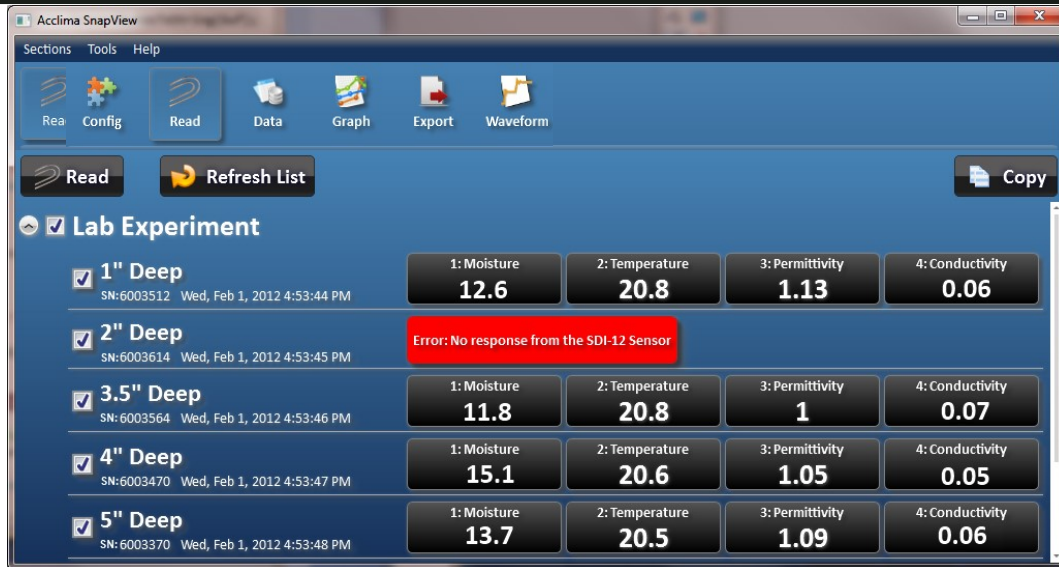 Acclima SnapView
Sections Tools Help
Rea Config Read Data Graph Export Waveform
Read Refresh List Copy
Lab Experiment
1" Deep
SN:6003512 Wed, Feb 1, 2012 4:53:44 PM
1: Moisture 2: Temperature 3: Permittivity 4: Conductivity
12.6 20.8 1.13 0.06
2" Deep
SN:6003614 Wed, Feb 1, 2012 4:53:45 PM
Error: No response from the SDI-12 Sensor
3.5" Deep
SN:6003564 Wed, Feb 1, 2012 4:53:46 PM
1: Moisture 2: Temperature 3: Permittivity 4: Conductivity
11.8 20.8 1 0.07
4" Deep
SN:6003470 Wed, Feb 1, 2012 4:53:47 PM
1: Moisture 2: Temperature 3: Permittivity 4: Conductivity
15.1 20.6 1.05 0.05
5" Deep
SN:6003370 Wed, Feb 1, 2012 4:53:48 PM
1: Moisture 2: Temperature 3: Permittivity 4: Conductivity
13.7 20.5 1.09 0.06